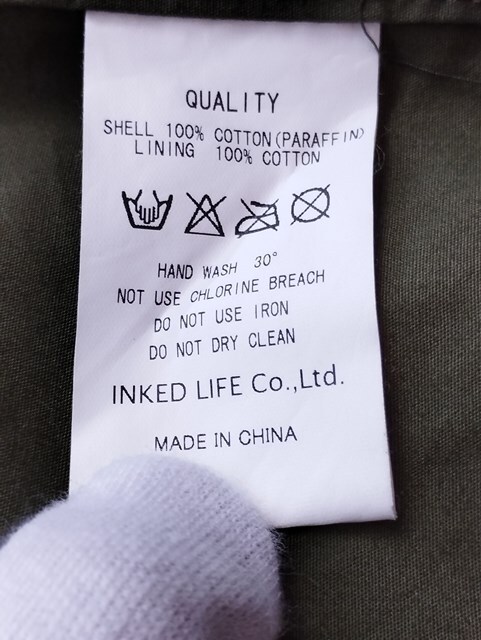 QUALITY
SHELL 100% COTTON(PARAFFIN)
LINING 100% COTTON
HAND WASH 30°
NOT USE CHLORINE BREACH
DO NOT USE IRON
DO NOT DRY CLEAN
INKED LIFE Co.,Ltd.
MADE IN CHINA